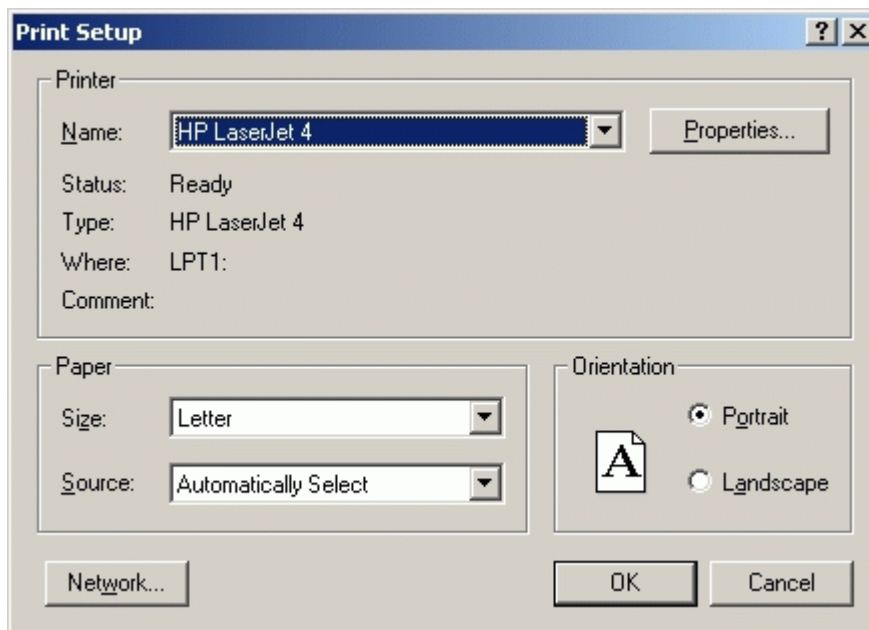 Print Setup
Printer
Name: HP LaserJet 4 Properties...
Status: Ready
Type: HP LaserJet 4
Where: LPT1:
Comment:
Paper
Size: Letter
Source: Automatically Select
Orientation
A
Portrait
Landscape
Network... OK Cancel